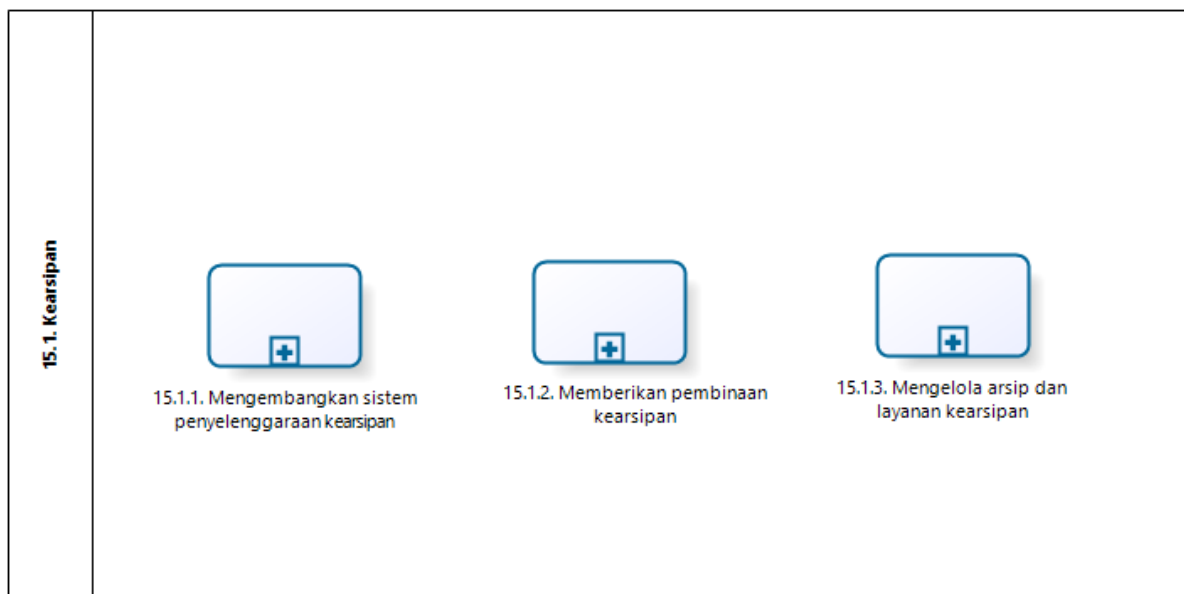 15.1. Kearsipan
15.1.1. Mengembangkan sistem
penyelenggaraan kearsipan
15.1.2. Memberikan pembinaan
kearsipan
15.1.3. Mengelola arsip dan
layanan kearsipan